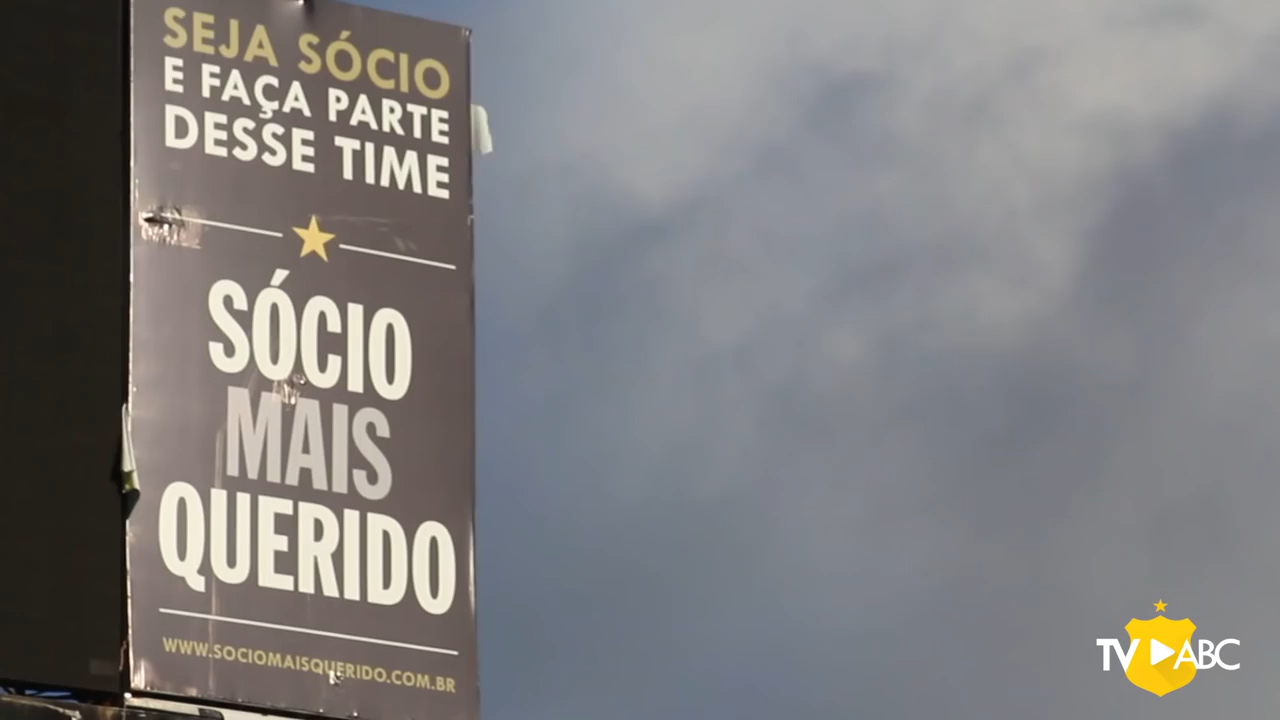 SEJA SÓCIO
E FAÇA PARTE
DESSE TIME
SÓCIO
MAIS
QUERIDO
WWW.SOCIOMAISQUERIDO.COM.BR
TV ABC